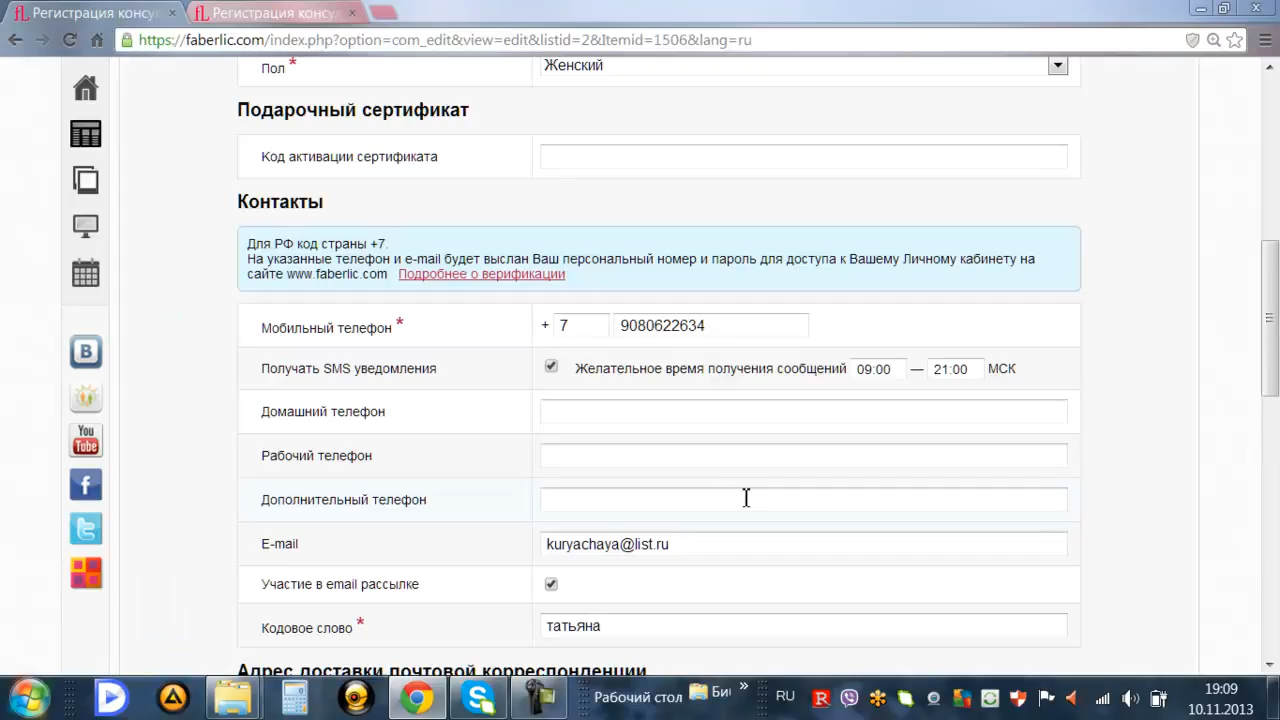 Регистрация консу
Регистрация консу
https://faberlic.com/index.php?option=com_edit&view=edit&listid=2&Itemid=1506&lang=ru
Пол * Женский
Подарочный сертификат
Код активации сертификата
Контакты
Для РФ код страны +7.
На указанные телефон и e-mail будет выслан Ваш персональный номер и пароль для доступа к Вашему Личному кабинету на
сайте www.faberlic.com Подробнее о верификации
Мобильный телефон * + 7 9080622634
Получать SMS уведомления Желательное время получения сообщений 09:00 — 21:00 МСК
Домашний телефон
Рабочий телефон
Дополнительный телефон
E-mail kuryachaya@list.ru
Участие в email рассылке
Кодовое слово * татьяна
Адрес доставки почтовой корреспонденции
You
Tube
Рабочий стол Би » RU 19:09
10.11.2013